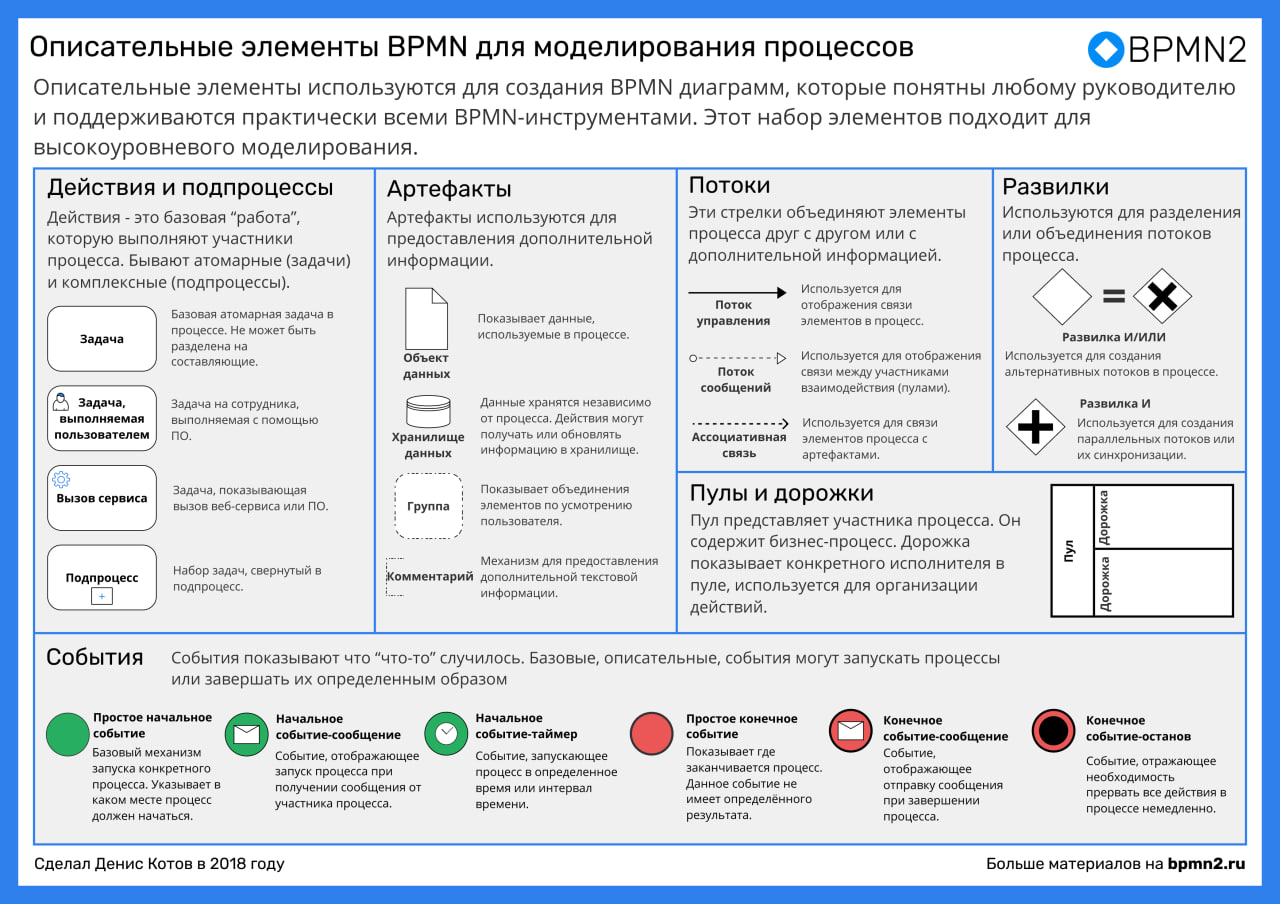 Описательные элементы BPMN для моделирования процессов
BPMN2
Описательные элементы используются для создания BPMN диаграмм, которые понятны любому руководителю
и поддерживаются практически всеми BPMN-инструментами. Этот набор элементов подходит для
высокоуровневого моделирования.
Действия и подпроцессы
Действия - это базовая “работа”,
которую выполняют участники
процесса. Бывают атомарные (задачи)
и комплексные (подпроцессы).
Задача
Базовая атомарная задача в
процессе. Не может быть
разделена на
составляющие.
Задача,
выполняемая
пользователем
Задача на сотрудника,
выполняемая с помощью
ПО.
Вызов сервиса
Задача, показывающая
вызов веб-сервиса или ПО.
Подпроцесс
+
Набор задач, свернутый в
подпроцесс.
Артефакты
Артефакты используются для
предоставления дополнительной
информации.
Объект
данных
Показывает данные,
используемые в процессе.
Хранилище
данных
Данные хранятся независимо
от процесса. Действия могут
получать или обновлять
информацию в хранилище.
Группа
Показывает объединения
элементов по усмотрению
пользователя.
Комментарий
Механизм для предоставления
дополнительной текстовой
информации.
Потоки
Эти стрелки объединяют элементы
процесса друг с другом или с
дополнительной информацией.
Поток
управления
Используется для
отображения связи
элементов в процесс.
Поток
сообщений
Используется для отображения
связи между участниками
взаимодействия (пулами).
Ассоциативная
связь
Используется для связи
элементов процесса с
артефактами.
Развилки
Используются для разделения
или объединения потоков
процесса.
=
Развилка И/ИЛИ
Используется для создания
альтернативных потоков в процессе.
Развилка И
Используется для создания
параллельных потоков или
их синхронизации.
Пулы и дорожки
Пул представляет участника процесса. Он
содержит бизнес-процесс. Дорожка
показывает конкретного исполнителя в
пуле, используется для организации
действий.
Пул
Дорожка
Дорожка
События
События показывают что “что-то” случилось. Базовые, описательные, события могут запускать процессы
или завершать их определенным образом
Простое начальное
событие
Базовый механизм
запуска конкретного
процесса. Указывает в
каком месте процесс
должен начаться.
Начальное
событие-сообщение
Событие, отображающее
запуск процесса при
получении сообщения от
участника процесса.
Начальное
событие-таймер
Событие, запускающее
процесс в определенное
время или интервал
времени.
Простое конечное
событие
Показывает где
заканчивается процесс.
Данное событие не
имеет определённого
результата.
Конечное
событие-сообщение
Событие,
отображающее
отправку сообщения
при завершении
процесса.
Конечное
событие-останов
Событие, отражающее
необходимость
прервать все действия в
процессе немедленно.
Сделал Денис Котов в 2018 году
Больше материалов на bpmn2.ru